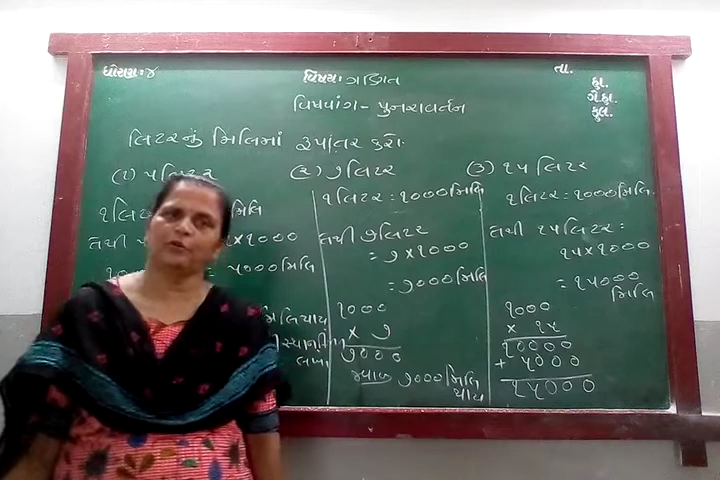 ધોરણ: ૪
વિષય: ગણિત
તા.
હા.
ગે.હા.
કુલ.
વિષયાંગ - પુનરાવર્તન
લિટરનું મિલિમાં રૂપાંતર કરો
(૧) ૫ લિટર
૧ લિ
મિલિ
તેથી
× ૧૦૦૦
= ૫૦૦૦ મિલિ
મિલિ થાય
લખો
(૨) ૭ લિટર
૧ લિટર = ૧૦૦૦ મિલિ
તેથી ૭ લિટર
= ૭ × ૧૦૦૦
= ૭૦૦૦ મિલિ
૧૦૦૦
× ૭
૭૦૦૦
જવાબ ૭૦૦૦ મિલિ
થાય
(૩) ૧૫ લિટર
૧ લિટર = ૧૦૦૦ મિલિ.
તેથી ૧૫ લિટર =
૧૫ × ૧૦૦૦
= ૧૫૦૦૦
મિલિ
૧૦૦૦
× ૧૫
૧૦૦૦૦
+ ૫૦૦૦
૧૫૦૦૦